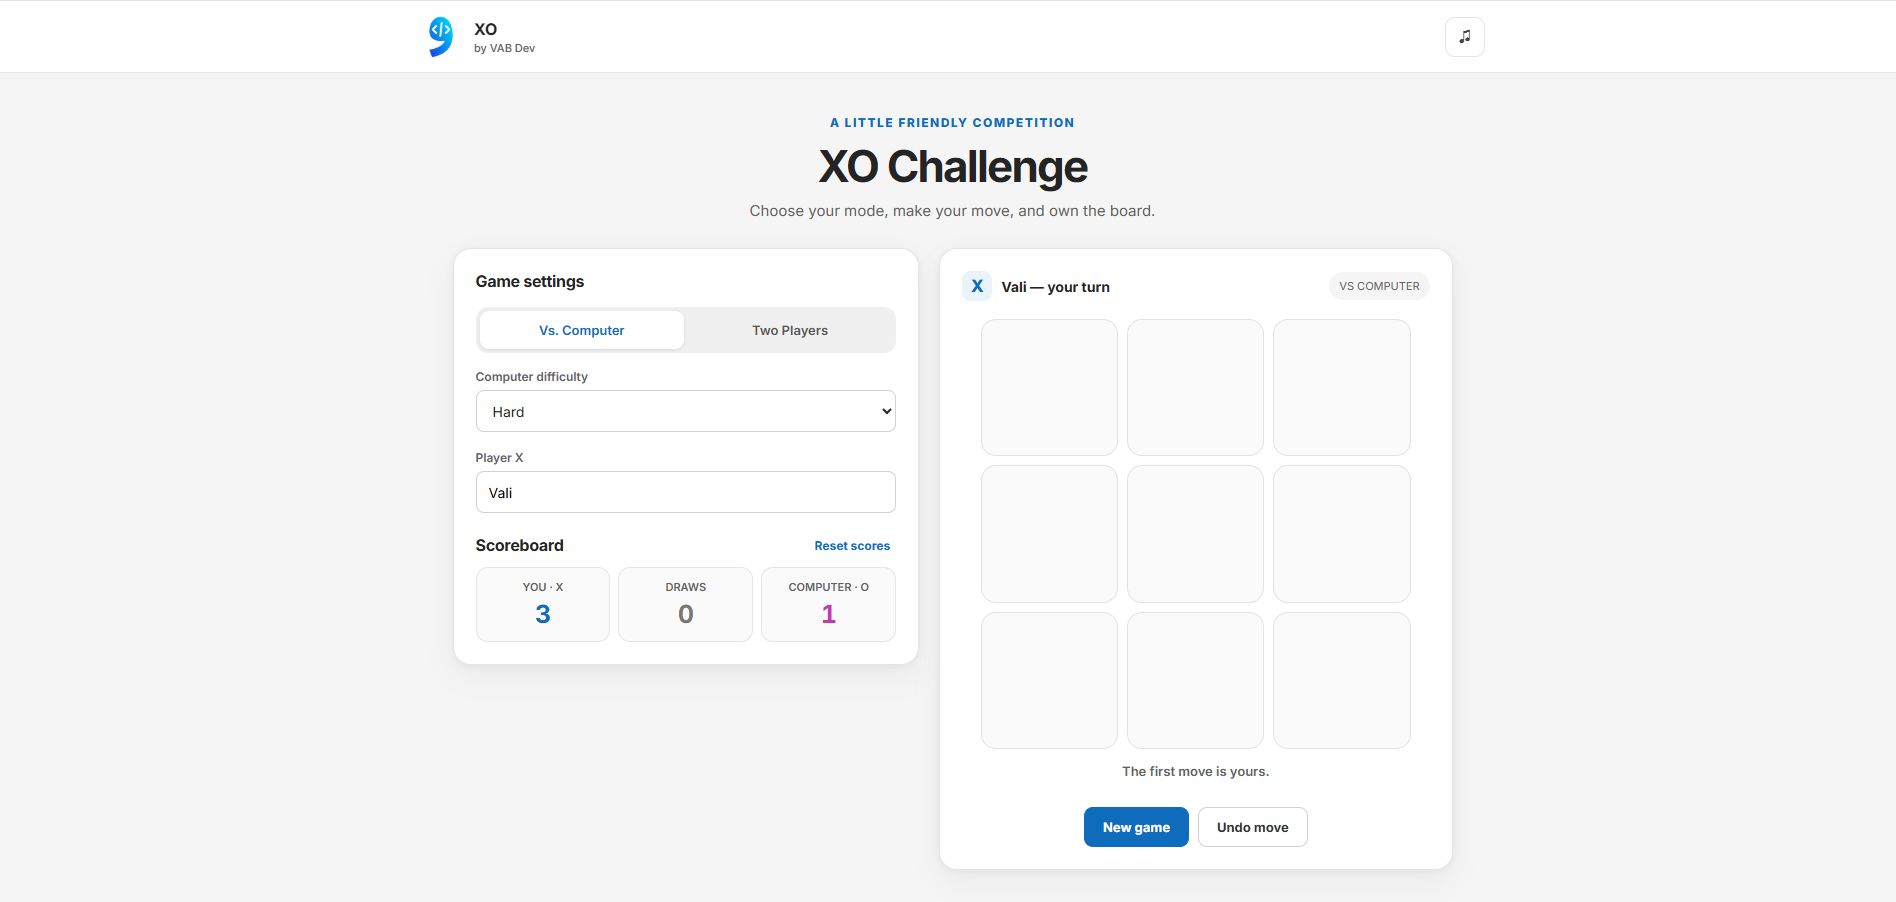 XO
by VAB Dev
A LITTLE FRIENDLY COMPETITION
XO Challenge
Choose your mode, make your move, and own the board.
Game settings
Vs. Computer
Two Players
Computer difficulty
Hard
Player X
Vali
Scoreboard
Reset scores
YOU · X
3
DRAWS
0
COMPUTER · O
1
X
Vali — your turn
VS COMPUTER
The first move is yours.
New game
Undo move